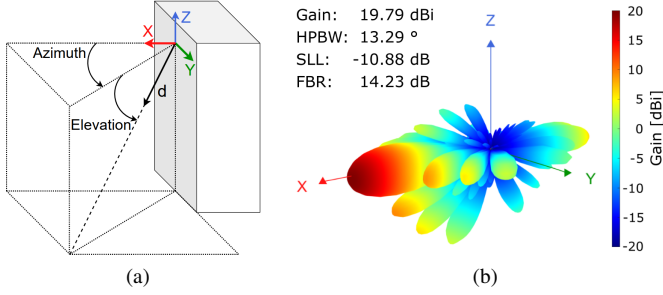 X
Z
Y
Azimuth
d
Elevation
(a)
Gain: 19.79 dBi
HPBW: 13.29 º
SLL: -10.88 dB
FBR: 14.23 dB
Z
X
Y
20
15
10
5
0
-5
-10
-15
-20
Gain [dBi]
(b)